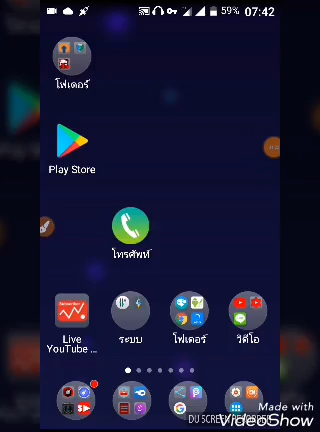 59% 07:42
โฟเดอร์
Play Store
โทรศัพท์
Live
YouTube ...
ระบบ
โฟเดอร์
วิดีโอ
Made with
DU SCREEN RECORDER
VideoShow